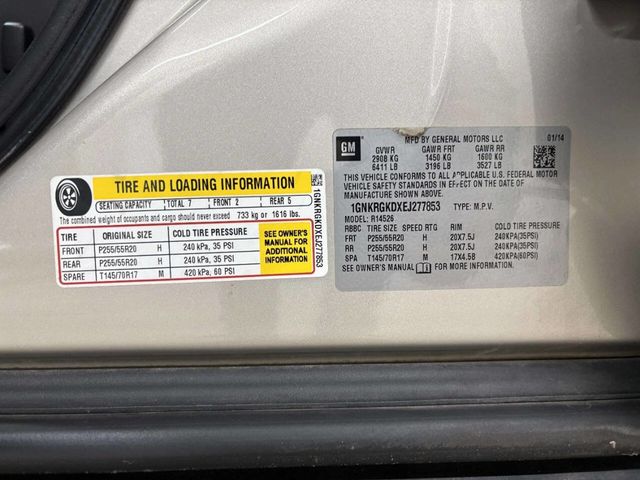 TIRE AND LOADING INFORMATION
SEATING CAPACITY TOTAL 7 FRONT 2 REAR 5
The combined weight of occupants and cargo should never exceed 733 kg or 1616 lbs.
TIRE ORIGINAL SIZE COLD TIRE PRESSURE
FRONT P255/55R20 H 240 kPa, 35 PSI
REAR P255/55R20 H 240 kPa, 35 PSI
SPARE T145/70R17 M 420 kPa, 60 PSI
SEE OWNER'S
MANUAL FOR
ADDITIONAL
INFORMATION
1GNKRGKDXEJ277853
GM
MFD BY GENERAL MOTORS LLC 01/14
GVWR GAWR FRT GAWR RR
2908 KG 1450 KG 1600 KG
6411 LB 3196 LB 3527 LB
THIS VEHICLE CONFORMS TO ALL APPLICABLE U.S. FEDERAL MOTOR
VEHICLE SAFETY STANDARDS IN EFFECT ON THE DATE OF
MANUFACTURE SHOWN ABOVE.
1GNKRGKDXEJ277853 TYPE: M.P.V.
MODEL: R14526
RBBC TIRE SIZE SPEED RTG RIM COLD TIRE PRESSURE
FRT P255/55R20 H 20X7.5J 240KPA(35PSI)
RR P255/55R20 H 20X7.5J 240KPA(35PSI)
SPA T145/70R17 M 17X4.5B 420KPA(60PSI)
SEE OWNER'S MANUAL FOR MORE INFORMATION